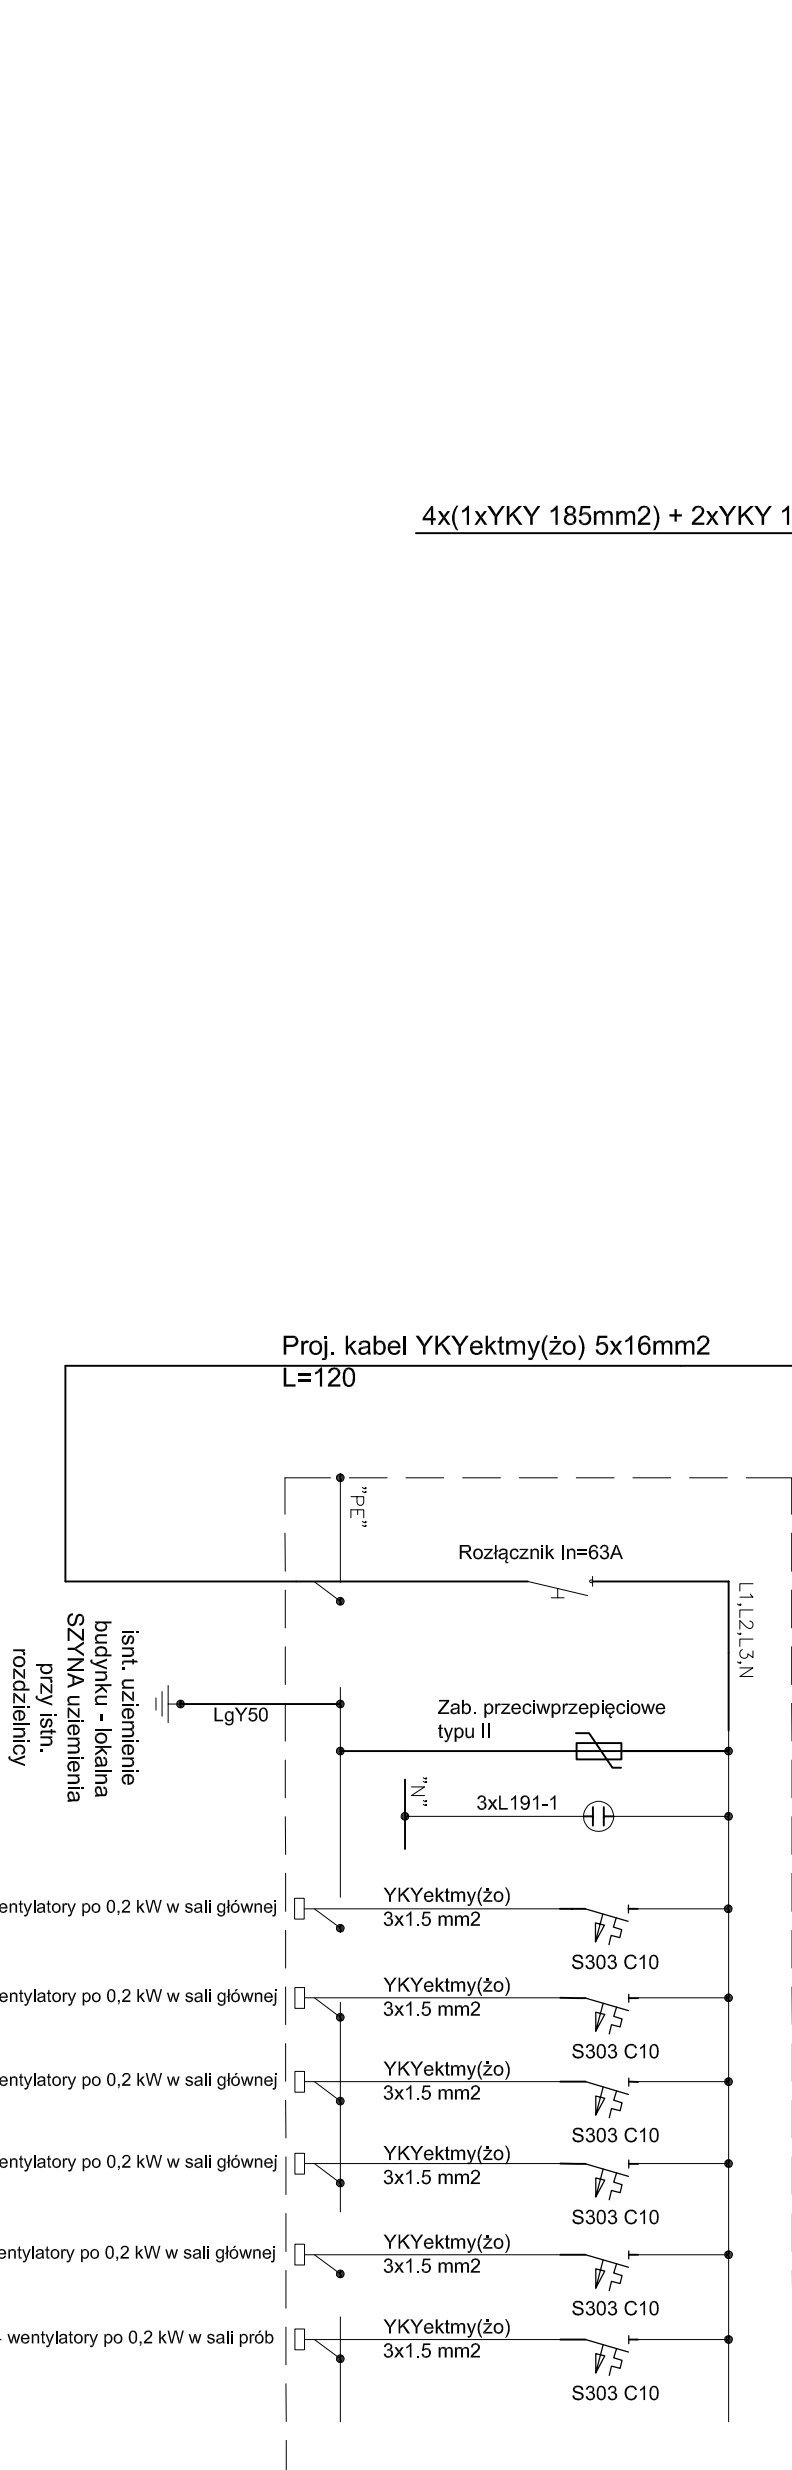 4x(1xYKY 185mm2) + 2xYKY 1
Proj. kabel YKYektmy(żo) 5x16mm2
L=120
"PE"
Rozłącznik In=63A
L1,L2,L3,N
isnt. uziemienie
budynku - lokalna
SZYNA uziemienia
przy istn.
rozdzielnicy
LgY50
Zab. przeciwprzepięciowe
typu II
"N"
3xL191-1
entylatory po 0,2 kW w sali głównej
YKYektmy(żo)
3x1.5 mm2
S303 C10
entylatory po 0,2 kW w sali głównej
YKYektmy(żo)
3x1.5 mm2
S303 C10
entylatory po 0,2 kW w sali głównej
YKYektmy(żo)
3x1.5 mm2
S303 C10
entylatory po 0,2 kW w sali głównej
YKYektmy(żo)
3x1.5 mm2
S303 C10
entylatory po 0,2 kW w sali głównej
YKYektmy(żo)
3x1.5 mm2
S303 C10
wentylatory po 0,2 kW w sali prób
YKYektmy(żo)
3x1.5 mm2
S303 C10